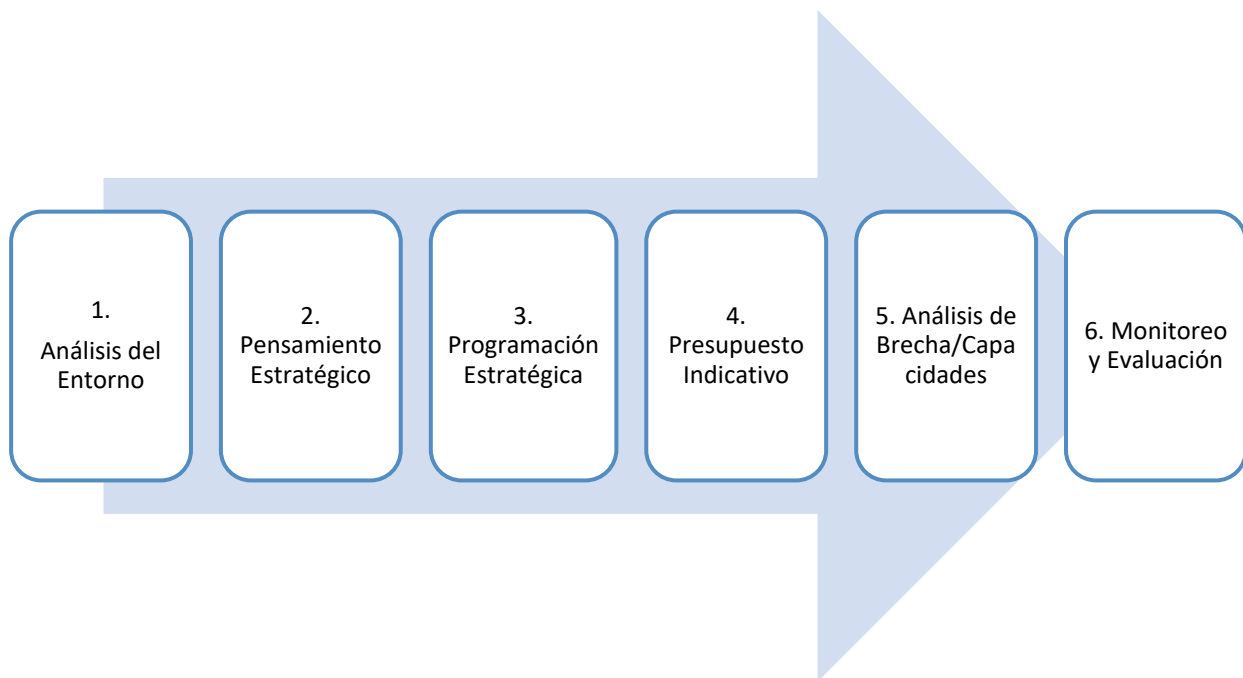 1.
Análisis del
Entorno
2.
Pensamiento
Estratégico
3.
Programación
Estratégica
4.
Presupuesto
Indicativo
5. Análisis de
Brecha/Capa
cidades
6. Monitoreo
y Evaluación